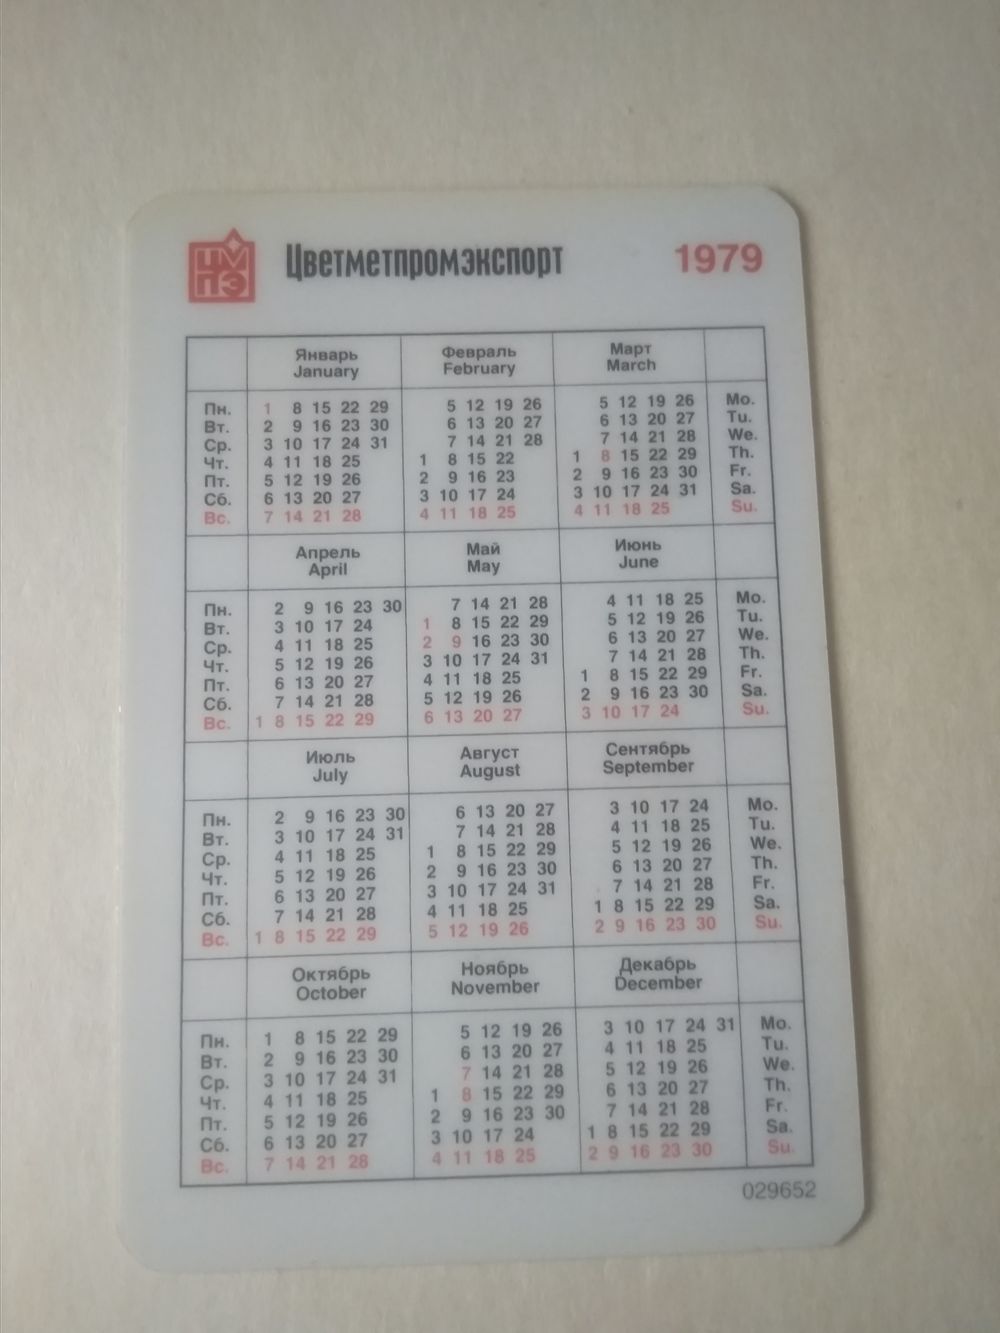 ЦМ
ПЭ
Цветметпромэкспорт 1979
Январь Февраль Март
January February March
Пн. 1 8 15 22 29 5 12 19 26 5 12 19 26 Mo.
Вт. 2 9 16 23 30 6 13 20 27 6 13 20 27 Tu.
Ср. 3 10 17 24 31 7 14 21 28 7 14 21 28 We.
Чт. 4 11 18 25 1 8 15 22 1 8 15 22 29 Th.
Пт. 5 12 19 26 2 9 16 23 2 9 16 23 30 Fr.
Сб. 6 13 20 27 3 10 17 24 3 10 17 24 31 Sa.
Вс. 7 14 21 28 4 11 18 25 4 11 18 25 Su.
Апрель Май Июнь
April May June
Пн. 2 9 16 23 30 7 14 21 28 4 11 18 25 Mo.
Вт. 3 10 17 24 1 8 15 22 29 5 12 19 26 Tu.
Ср. 4 11 18 25 2 9 16 23 30 6 13 20 27 We.
Чт. 5 12 19 26 3 10 17 24 31 7 14 21 28 Th.
Пт. 6 13 20 27 4 11 18 25 1 8 15 22 29 Fr.
Сб. 7 14 21 28 5 12 19 26 2 9 16 23 30 Sa.
Вс. 1 8 15 22 29 6 13 20 27 3 10 17 24 Su.
Июль Август Сентябрь
July August September
Пн. 2 9 16 23 30 6 13 20 27 3 10 17 24 Mo.
Вт. 3 10 17 24 31 7 14 21 28 4 11 18 25 Tu.
Ср. 4 11 18 25 1 8 15 22 29 5 12 19 26 We.
Чт. 5 12 19 26 2 9 16 23 30 6 13 20 27 Th.
Пт. 6 13 20 27 3 10 17 24 31 7 14 21 28 Fr.
Сб. 7 14 21 28 4 11 18 25 1 8 15 22 29 Sa.
Вс. 1 8 15 22 29 5 12 19 26 2 9 16 23 30 Su.
Октябрь Ноябрь Декабрь
October November December
Пн. 1 8 15 22 29 5 12 19 26 3 10 17 24 31 Mo.
Вт. 2 9 16 23 30 6 13 20 27 4 11 18 25 Tu.
Ср. 3 10 17 24 31 7 14 21 28 5 12 19 26 We.
Чт. 4 11 18 25 1 8 15 22 29 6 13 20 27 Th.
Пт. 5 12 19 26 2 9 16 23 30 7 14 21 28 Fr.
Сб. 6 13 20 27 3 10 17 24 1 8 15 22 29 Sa.
Вс. 7 14 21 28 4 11 18 25 2 9 16 23 30 Su.
029652